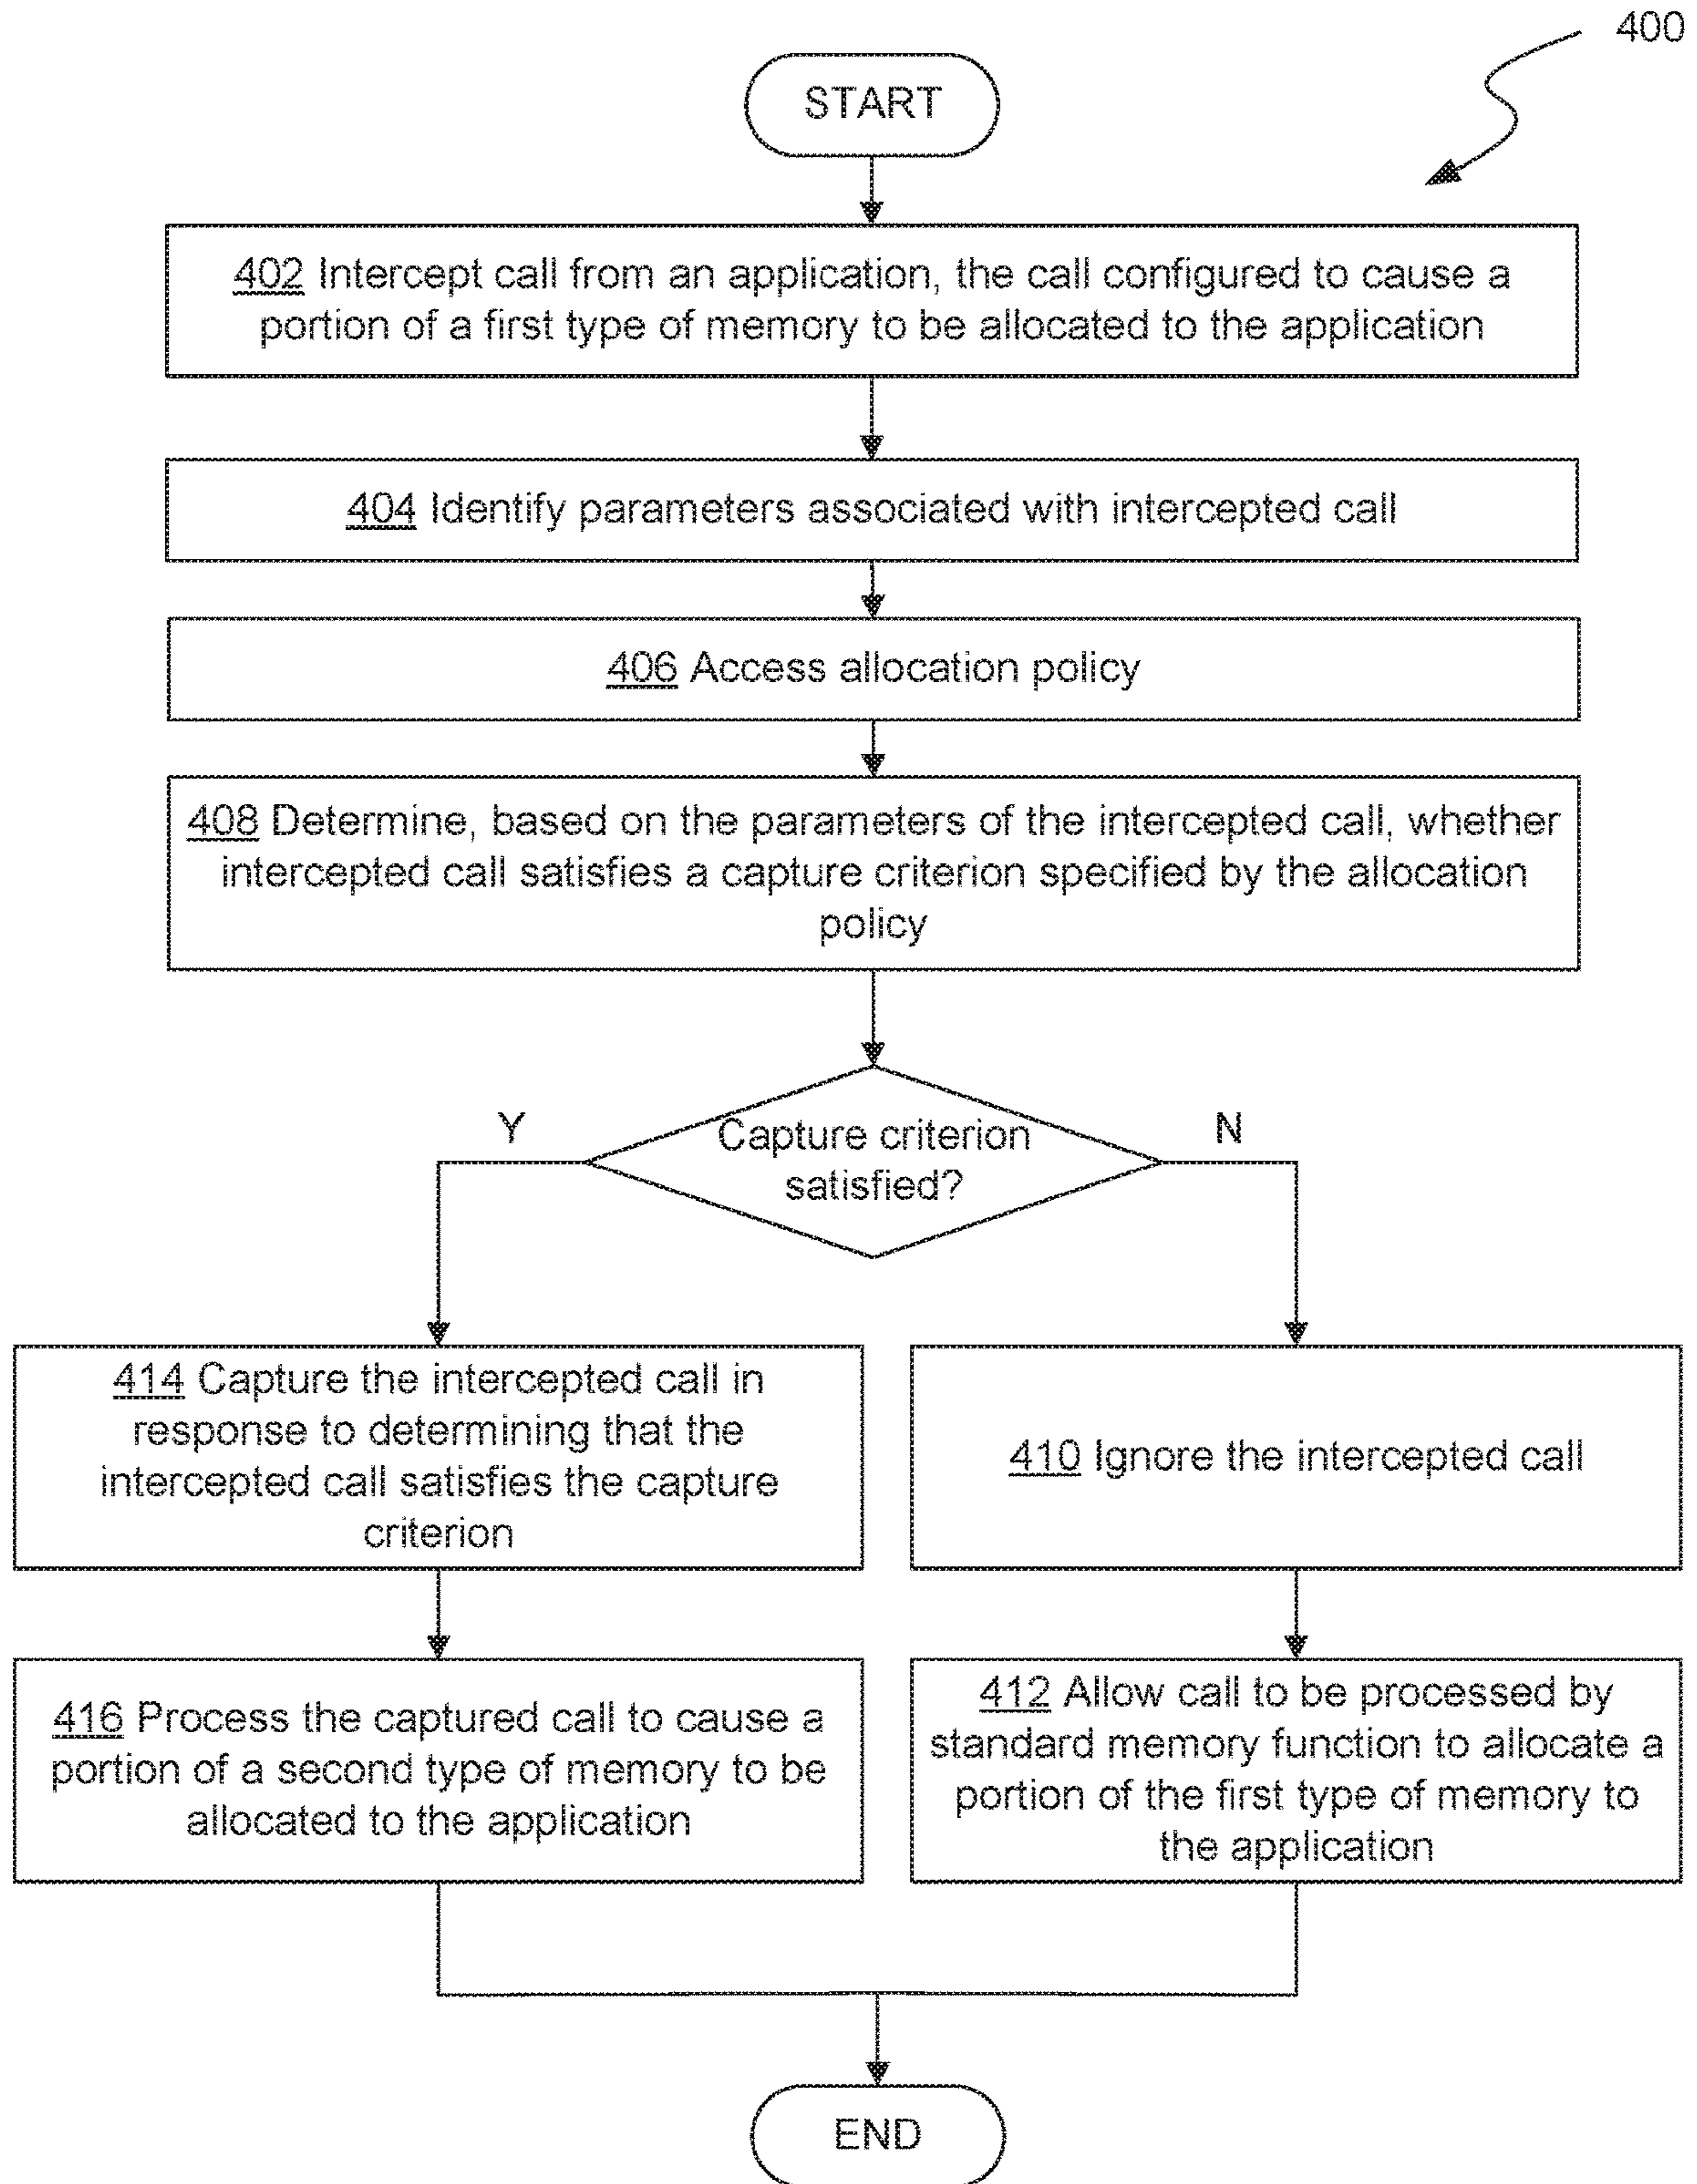 400
START
402 Intercept call from an application, the call configured to cause a
portion of a first type of memory to be allocated to the application
404 Identify parameters associated with intercepted call
406 Access allocation policy
408 Determine, based on the parameters of the intercepted call, whether
intercepted call satisfies a capture criterion specified by the allocation
policy
Capture criterion
satisfied?
Y
N
414 Capture the intercepted call in
response to determining that the
intercepted call satisfies the capture
criterion
410 Ignore the intercepted call
416 Process the captured call to cause a
portion of a second type of memory to be
allocated to the application
412 Allow call to be processed by
standard memory function to allocate a
portion of the first type of memory to
the application
END